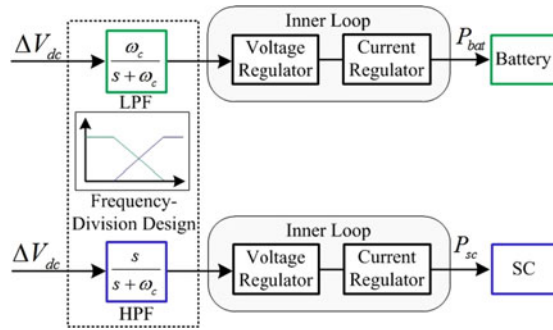 Inner Loop
ΔV_dc
ω_c
s + ω_c
LPF
Voltage
Regulator
Current
Regulator
P_bat
Battery
Frequency-
Division Design
Inner Loop
ΔV_dc
s
s + ω_c
HPF
Voltage
Regulator
Current
Regulator
P_sc
SC